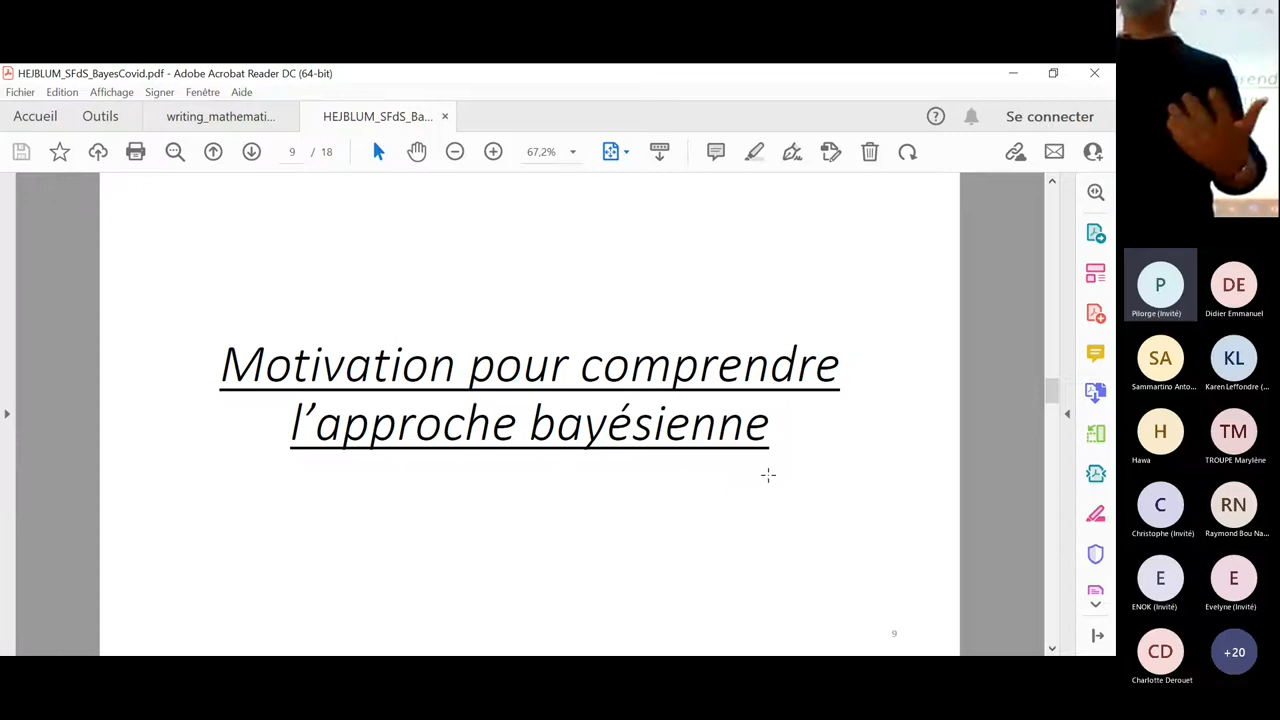 HEJBLUM_SFdS_BayesCovid.pdf - Adobe Acrobat Reader DC (64-bit)
Fichier Edition Affichage Signer Fenêtre Aide
Accueil Outils writing_mathemati... HEJBLUM_SFdS_Ba... × Se connecter
9 / 18 67,2%
Motivation pour comprendre
l’approche bayésienne
9
P DE
Pilorge (Invité) Didier Emmanuel
SA KL
Sammartino Anto... Karen Leffondre (...
H TM
Hawa TROUPE Marylène
C RN
Christophe (Invité) Raymond Bou Na...
E E
ENOK (Invité) Evelyne (Invité)
CD +20
Charlotte Derouet